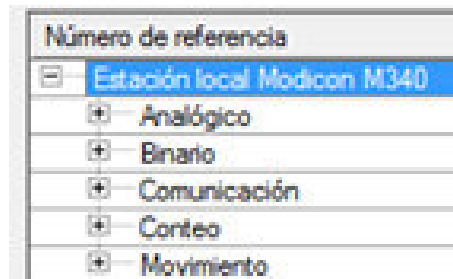 Número de referencia
Estación local Modicon M340
Analógico
Binario
Comunicación
Conteo
Movimiento